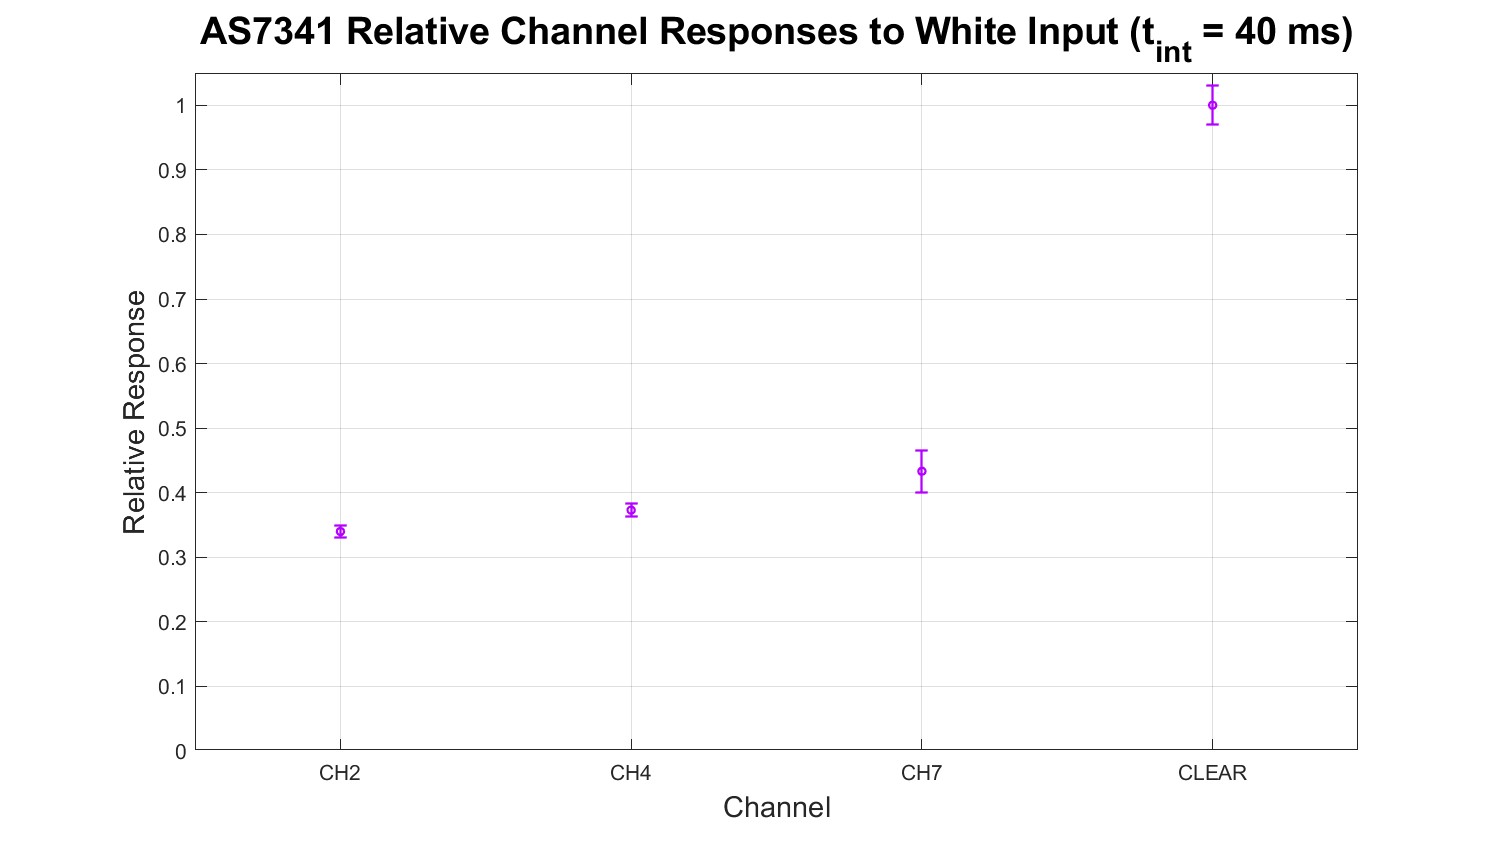 AS7341 Relative Channel Responses to White Input (t_int = 40 ms)
Relative Response
1
0.9
0.8
0.7
0.6
0.5
0.4
0.3
0.2
0.1
0
CH2 CH4 CH7 CLEAR
Channel